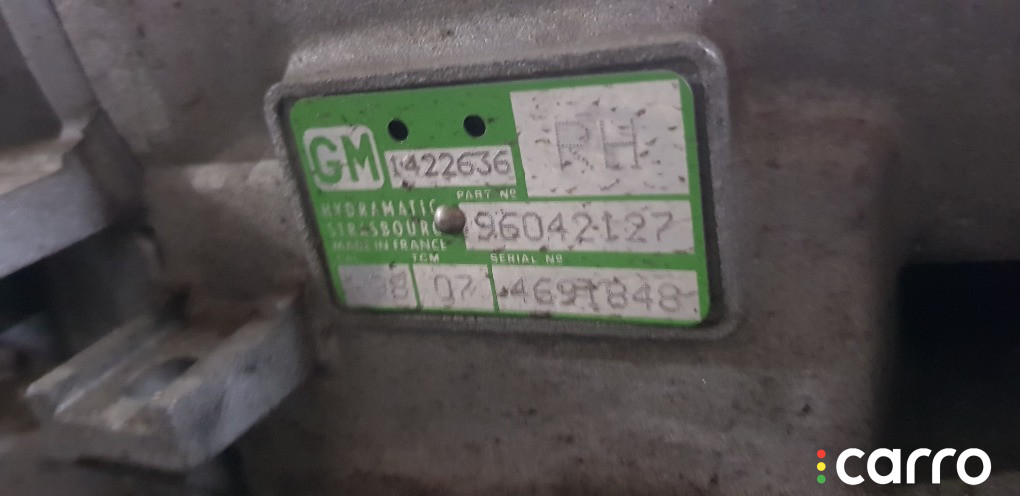 GM
1422636
RH
PART Nº
HYDRAMATIC
STRASBOURG
96042127
MADE IN FRANCE
TCM SERIAL Nº
98 07 4691848
carro